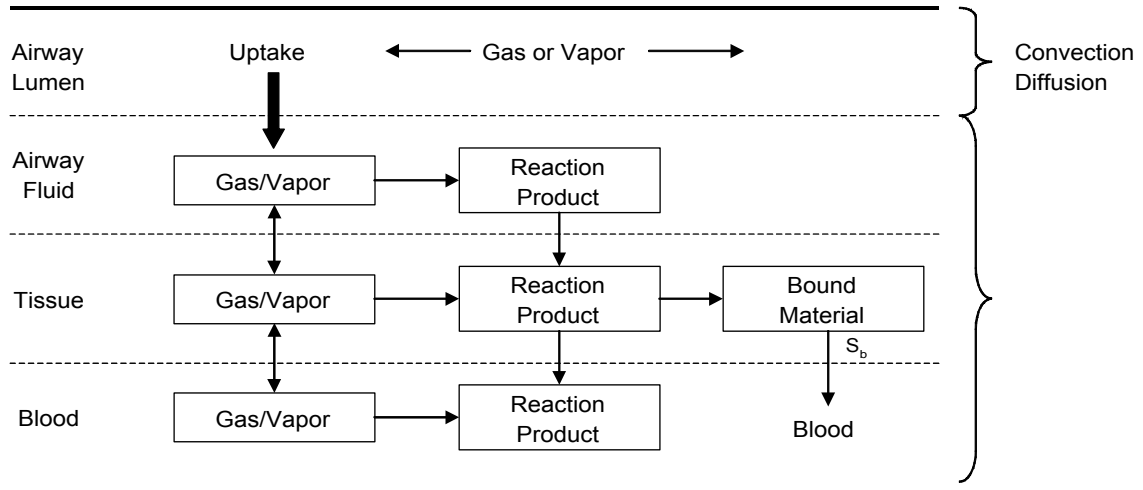 Airway
Lumen
Uptake
Gas or Vapor
Convection
Diffusion
Airway
Fluid
Gas/Vapor
Reaction
Product
Tissue
Gas/Vapor
Reaction
Product
Bound
Material
S_b
Blood
Gas/Vapor
Reaction
Product
Blood